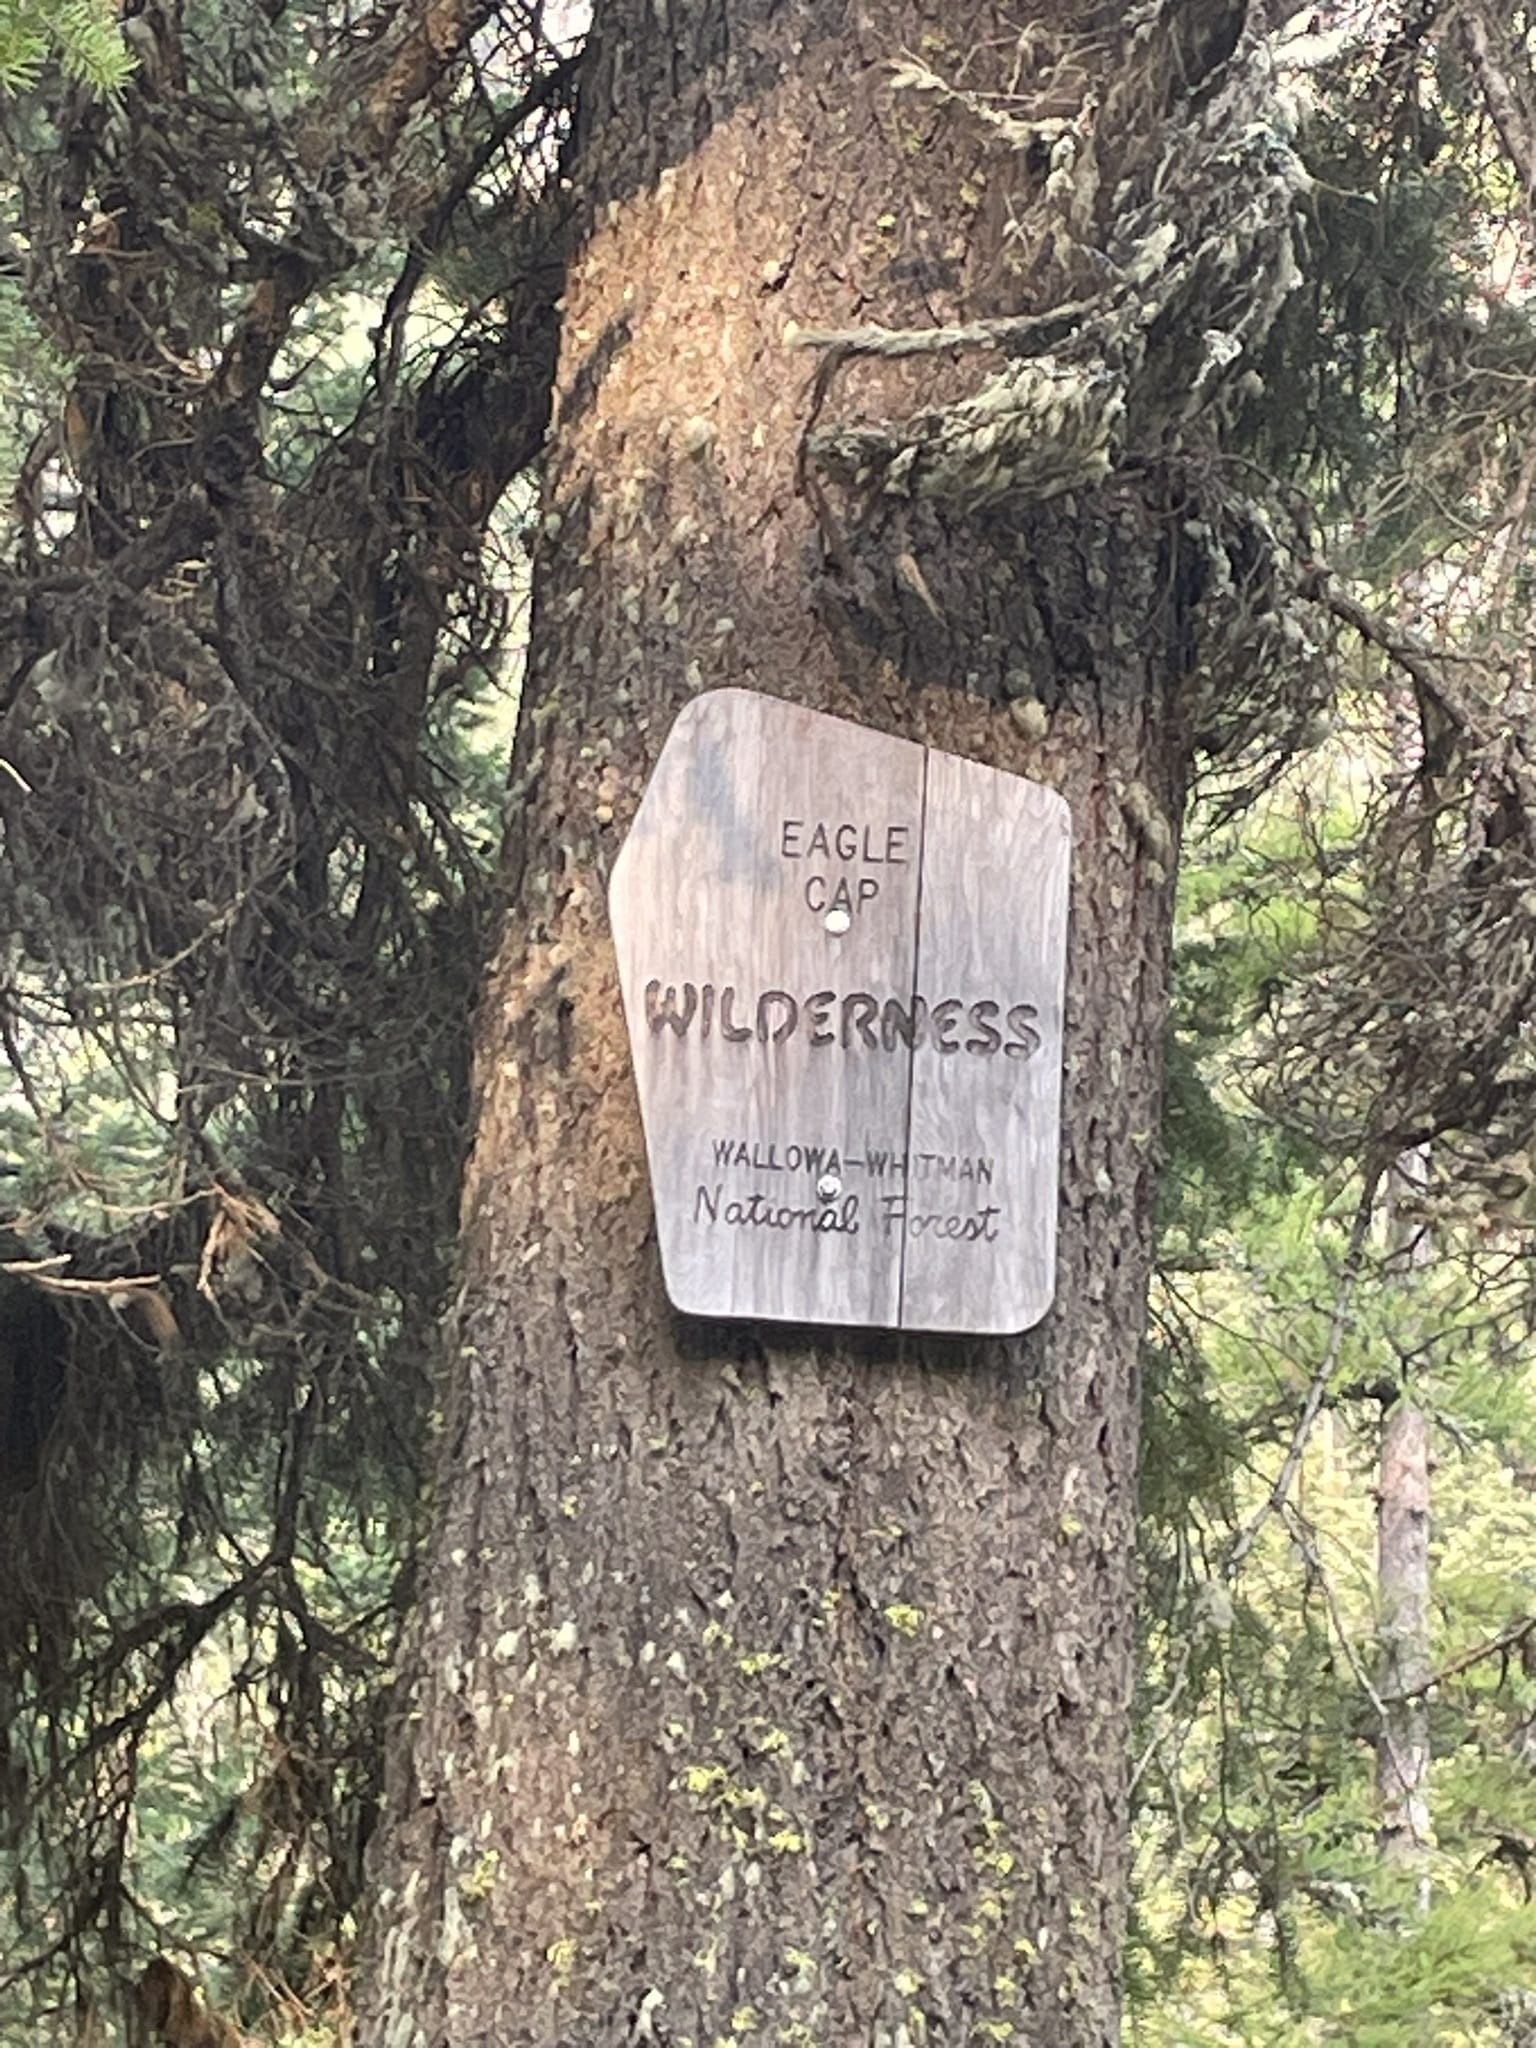 EAGLE
CAP
WILDERNESS
WALLOWA-WHITMAN
National Forest